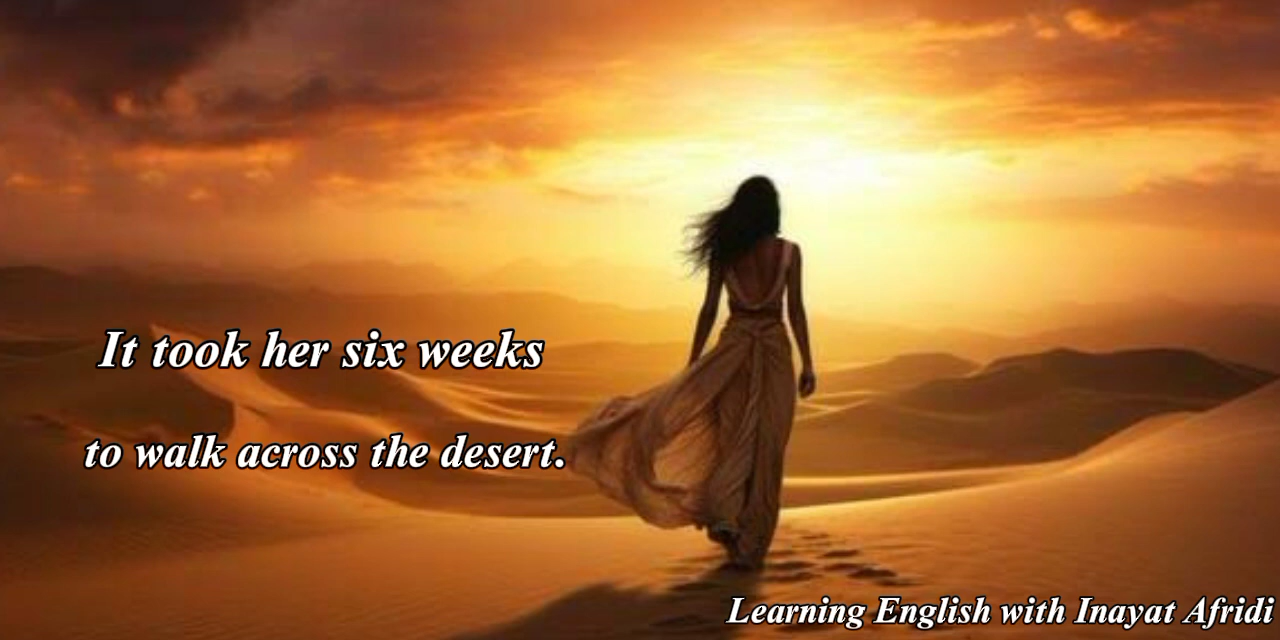 It took her six weeks
to walk across the desert.
Learning English with Inayat Afridi